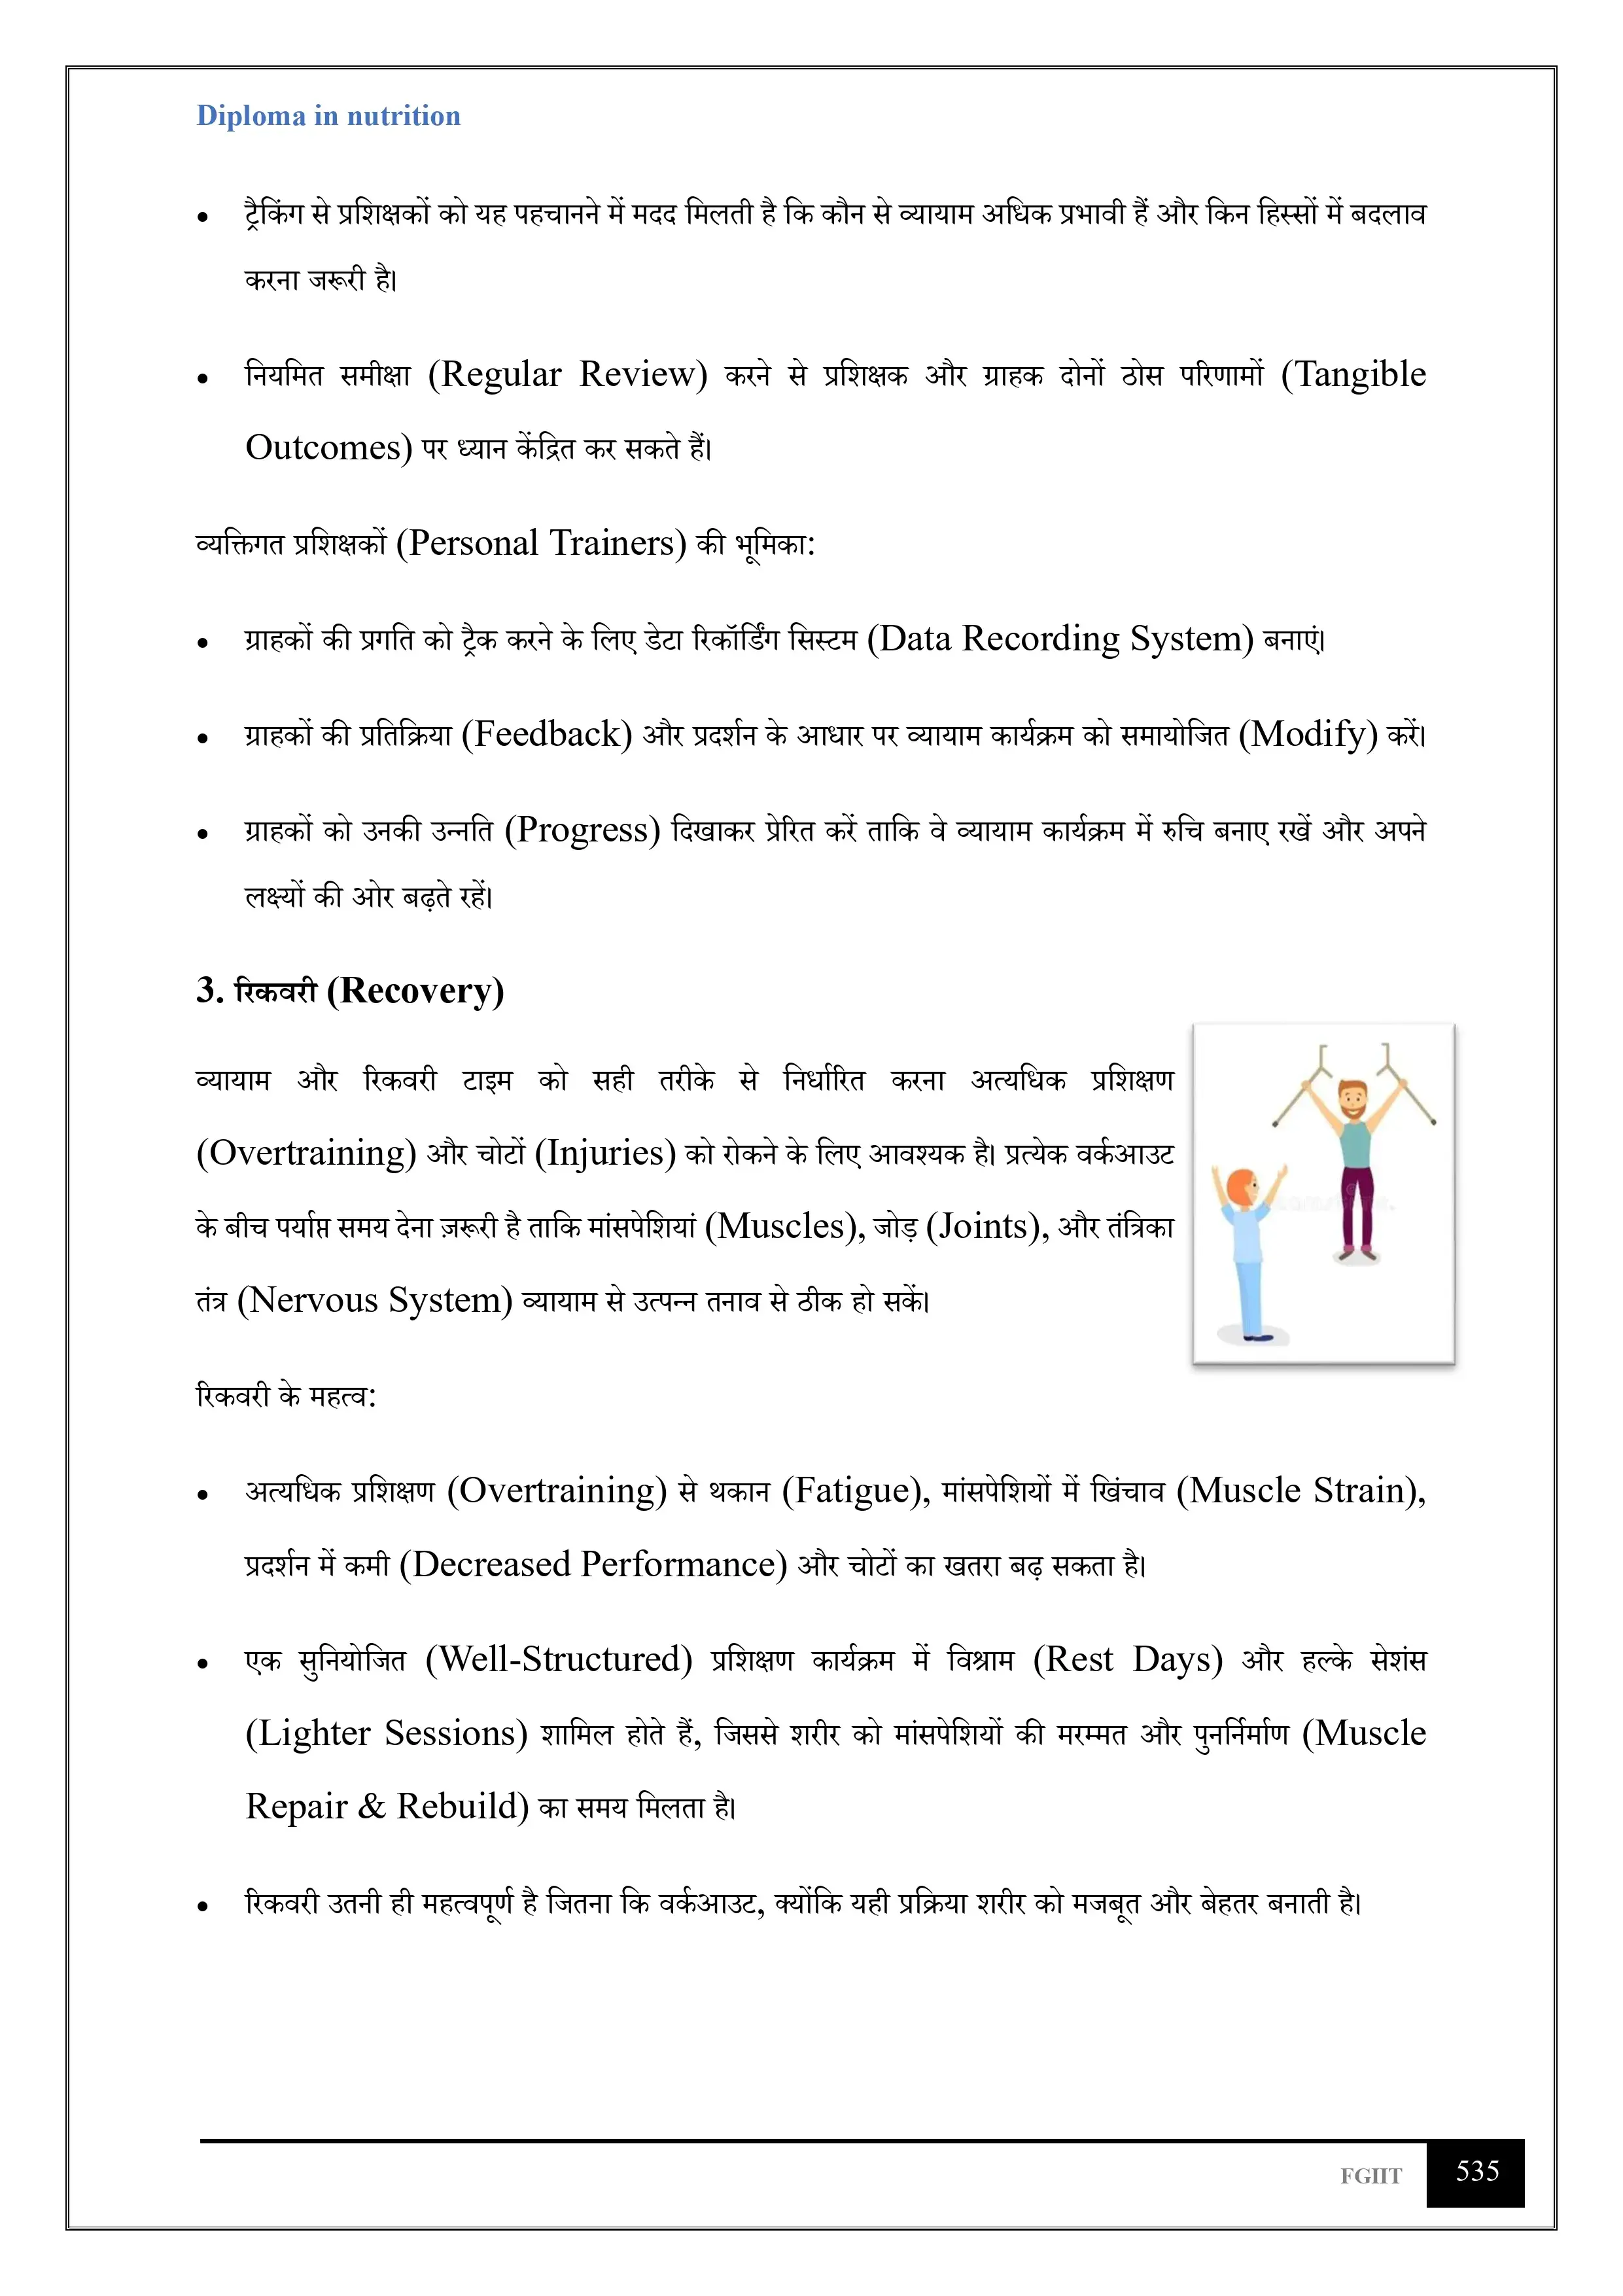 Diploma in nutrition
• ट्रैकिंग से प्रशिक्षकों को यह पहचानने में मदद मिलती है कि कौन से व्यायाम अधिक प्रभावी हैं और किन हिस्सों में बदलाव
करना जरूरी है।
• नियमित समीक्षा (Regular Review) करने से प्रशिक्षक और ग्राहक दोनों ठोस परिणामों (Tangible
Outcomes) पर ध्यान केंद्रित कर सकते हैं।
व्यक्तिगत प्रशिक्षकों (Personal Trainers) की भूमिका:
• ग्राहकों की प्रगति को ट्रैक करने के लिए डेटा रिकॉर्डिंग सिस्टम (Data Recording System) बनाएं।
• ग्राहकों की प्रतिक्रिया (Feedback) और प्रदर्शन के आधार पर व्यायाम कार्यक्रम को समायोजित (Modify) करें।
• ग्राहकों को उनकी उन्नति (Progress) दिखाकर प्रेरित करें ताकि वे व्यायाम कार्यक्रम में रुचि बनाए रखें और अपने
लक्ष्यों की ओर बढ़ते रहें।
3. रिकवरी (Recovery)
व्यायाम और रिकवरी टाइम को सही तरीके से निर्धारित करना अत्यधिक प्रशिक्षण
(Overtraining) और चोटों (Injuries) को रोकने के लिए आवश्यक है। प्रत्येक वर्कआउट
के बीच पर्याप्त समय देना ज़रूरी है ताकि मांसपेशियां (Muscles), जोड़ (Joints), और तंत्रिका
तंत्र (Nervous System) व्यायाम से उत्पन्न तनाव से ठीक हो सकें।
रिकवरी के महत्व:
• अत्यधिक प्रशिक्षण (Overtraining) से थकान (Fatigue), मांसपेशियों में खिंचाव (Muscle Strain),
प्रदर्शन में कमी (Decreased Performance) और चोटों का खतरा बढ़ सकता है।
• एक सुनियोजित (Well-Structured) प्रशिक्षण कार्यक्रम में विश्राम (Rest Days) और हल्के सेशंस
(Lighter Sessions) शामिल होते हैं, जिससे शरीर को मांसपेशियों की मरम्मत और पुनर्निर्माण (Muscle
Repair & Rebuild) का समय मिलता है।
• रिकवरी उतनी ही महत्वपूर्ण है जितना कि वर्कआउट, क्योंकि यही प्रक्रिया शरीर को मजबूत और बेहतर बनाती है।
FGIIT 535